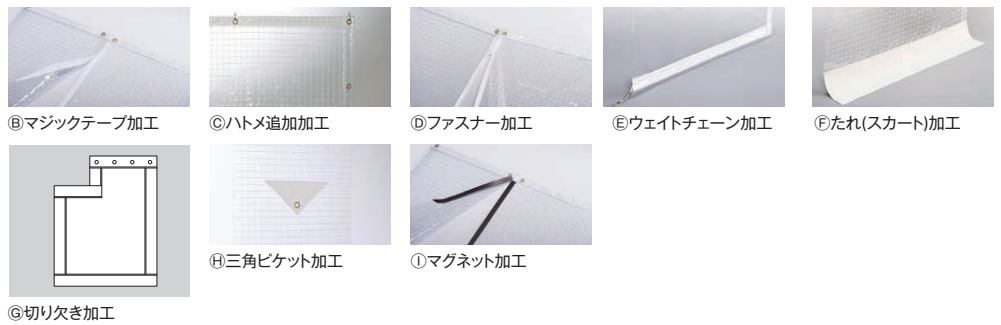 Ⓑマジックテープ加工
Ⓒハトメ追加加工
Ⓓファスナー加工
Ⓔウェイトチェーン加工
Ⓕたれ(スカート)加工
Ⓖ切り欠き加工
Ⓗ三角ピケット加工
Ⓘマグネット加工